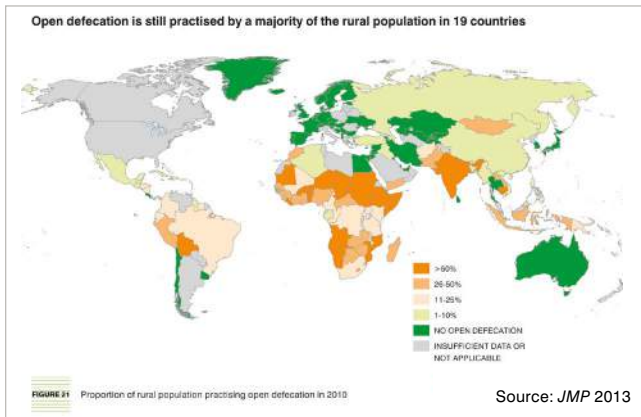 Open defecation is still practised by a majority of the rural population in 19 countries
>50%
26-50%
11-25%
1-10%
NO OPEN DEFECATION
INSUFFICIENT DATA OR
NOT APPLICABLE
FIGURE 21 Proportion of rural population practising open defecation in 2010
Source: JMP 2013